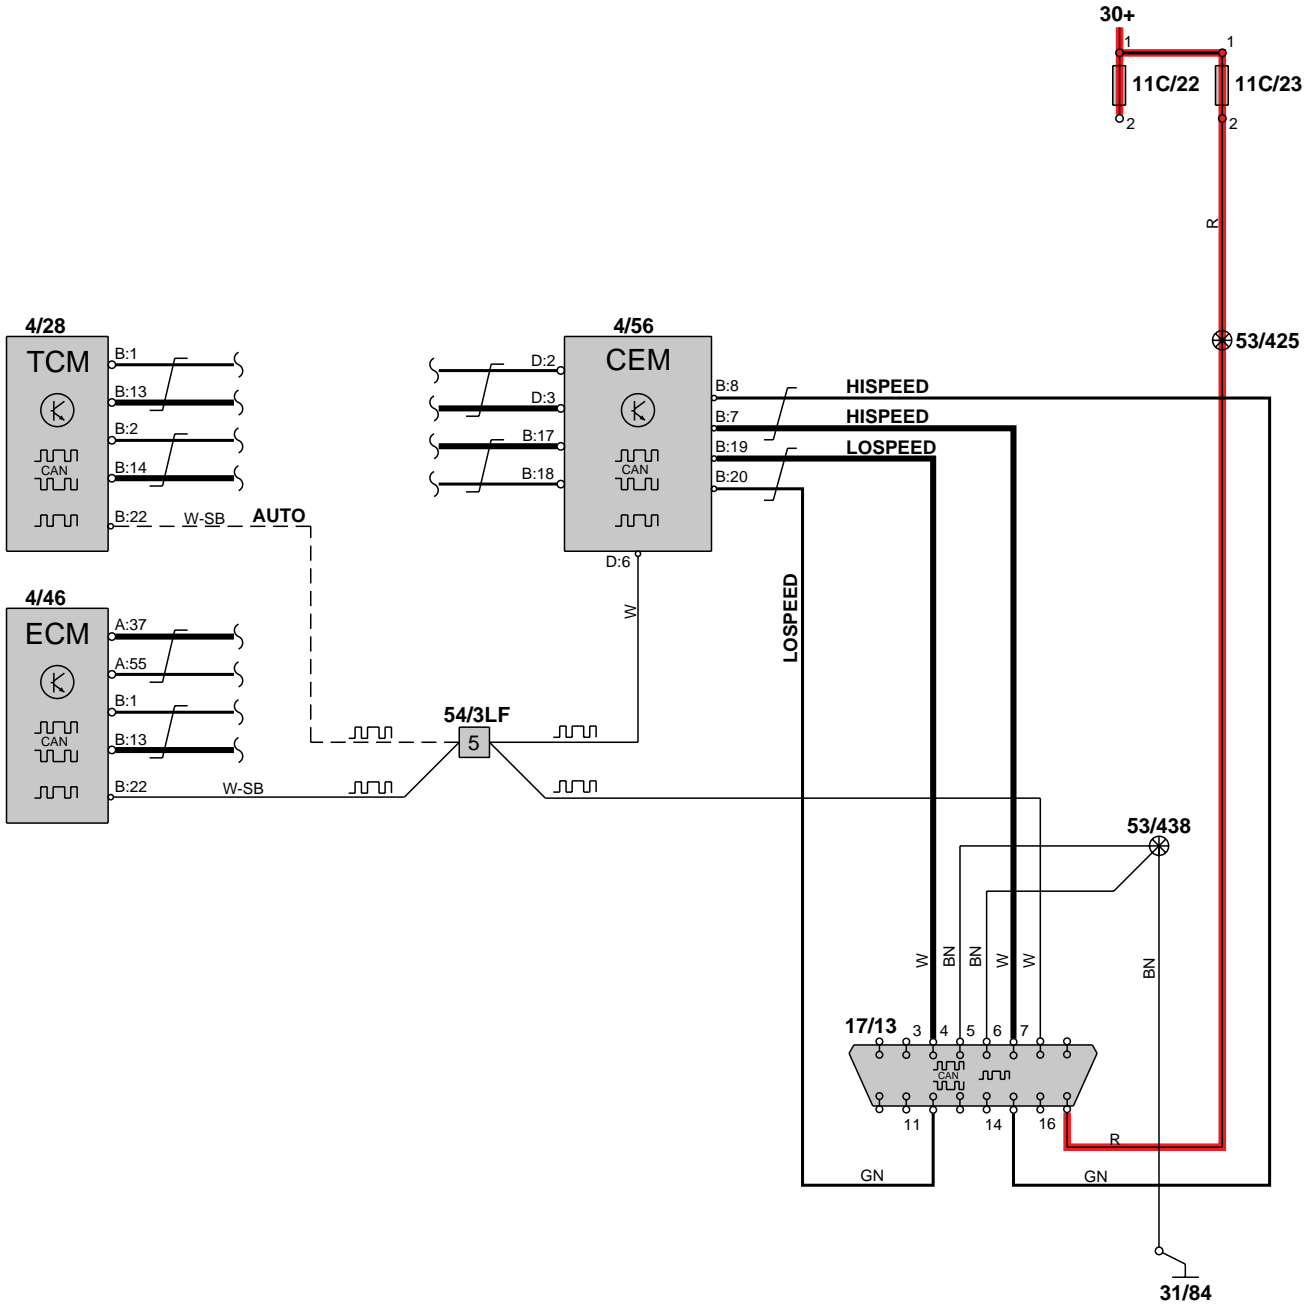 30+
1
1
11C/22
11C/23
2
2
R
53/425
4/28
TCM
B:1
B:13
B:2
CAN
B:14
B:22
W-SB
AUTO
4/56
CEM
D:2
D:3
B:17
CAN
B:18
B:8
HISPEED
B:7
HISPEED
B:19
LOSPEED
B:20
D:6
W
LOSPEED
4/46
ECM
A:37
A:55
B:1
CAN
B:13
B:22
W-SB
54/3LF
5
53/438
W
BN
BN
W
W
BN
17/13
3
4
5
6
7
CAN
11
14
16
R
GN
GN
31/84